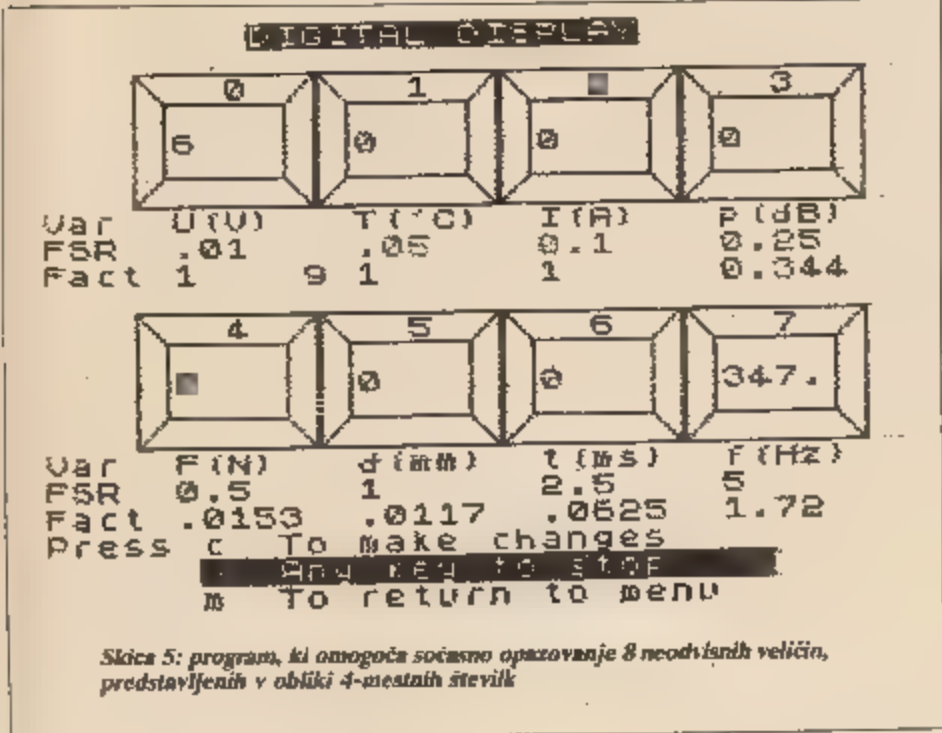 DIGITAL DISPLAY
0 1 3
6 0 0 0
Var U(V) T(°C) I(A) p(dB)
FSR .01 .05 0.1 0.25
Fact 1 9 1 1 0.344
4 5 6 7
0 0 347.
Var F(N) d(mm) t(ms) f(Hz)
FSR 0.5 1 2.5 5
Fact .0153 .0117 .0625 1.72
Press c To make changes
Any key to stop
m To return to menu
Skica 5: program, ki omogoča sočasno opazovanje 8 neodvisnih veličin,
predstavljenih v obliki 4-mestnih številk